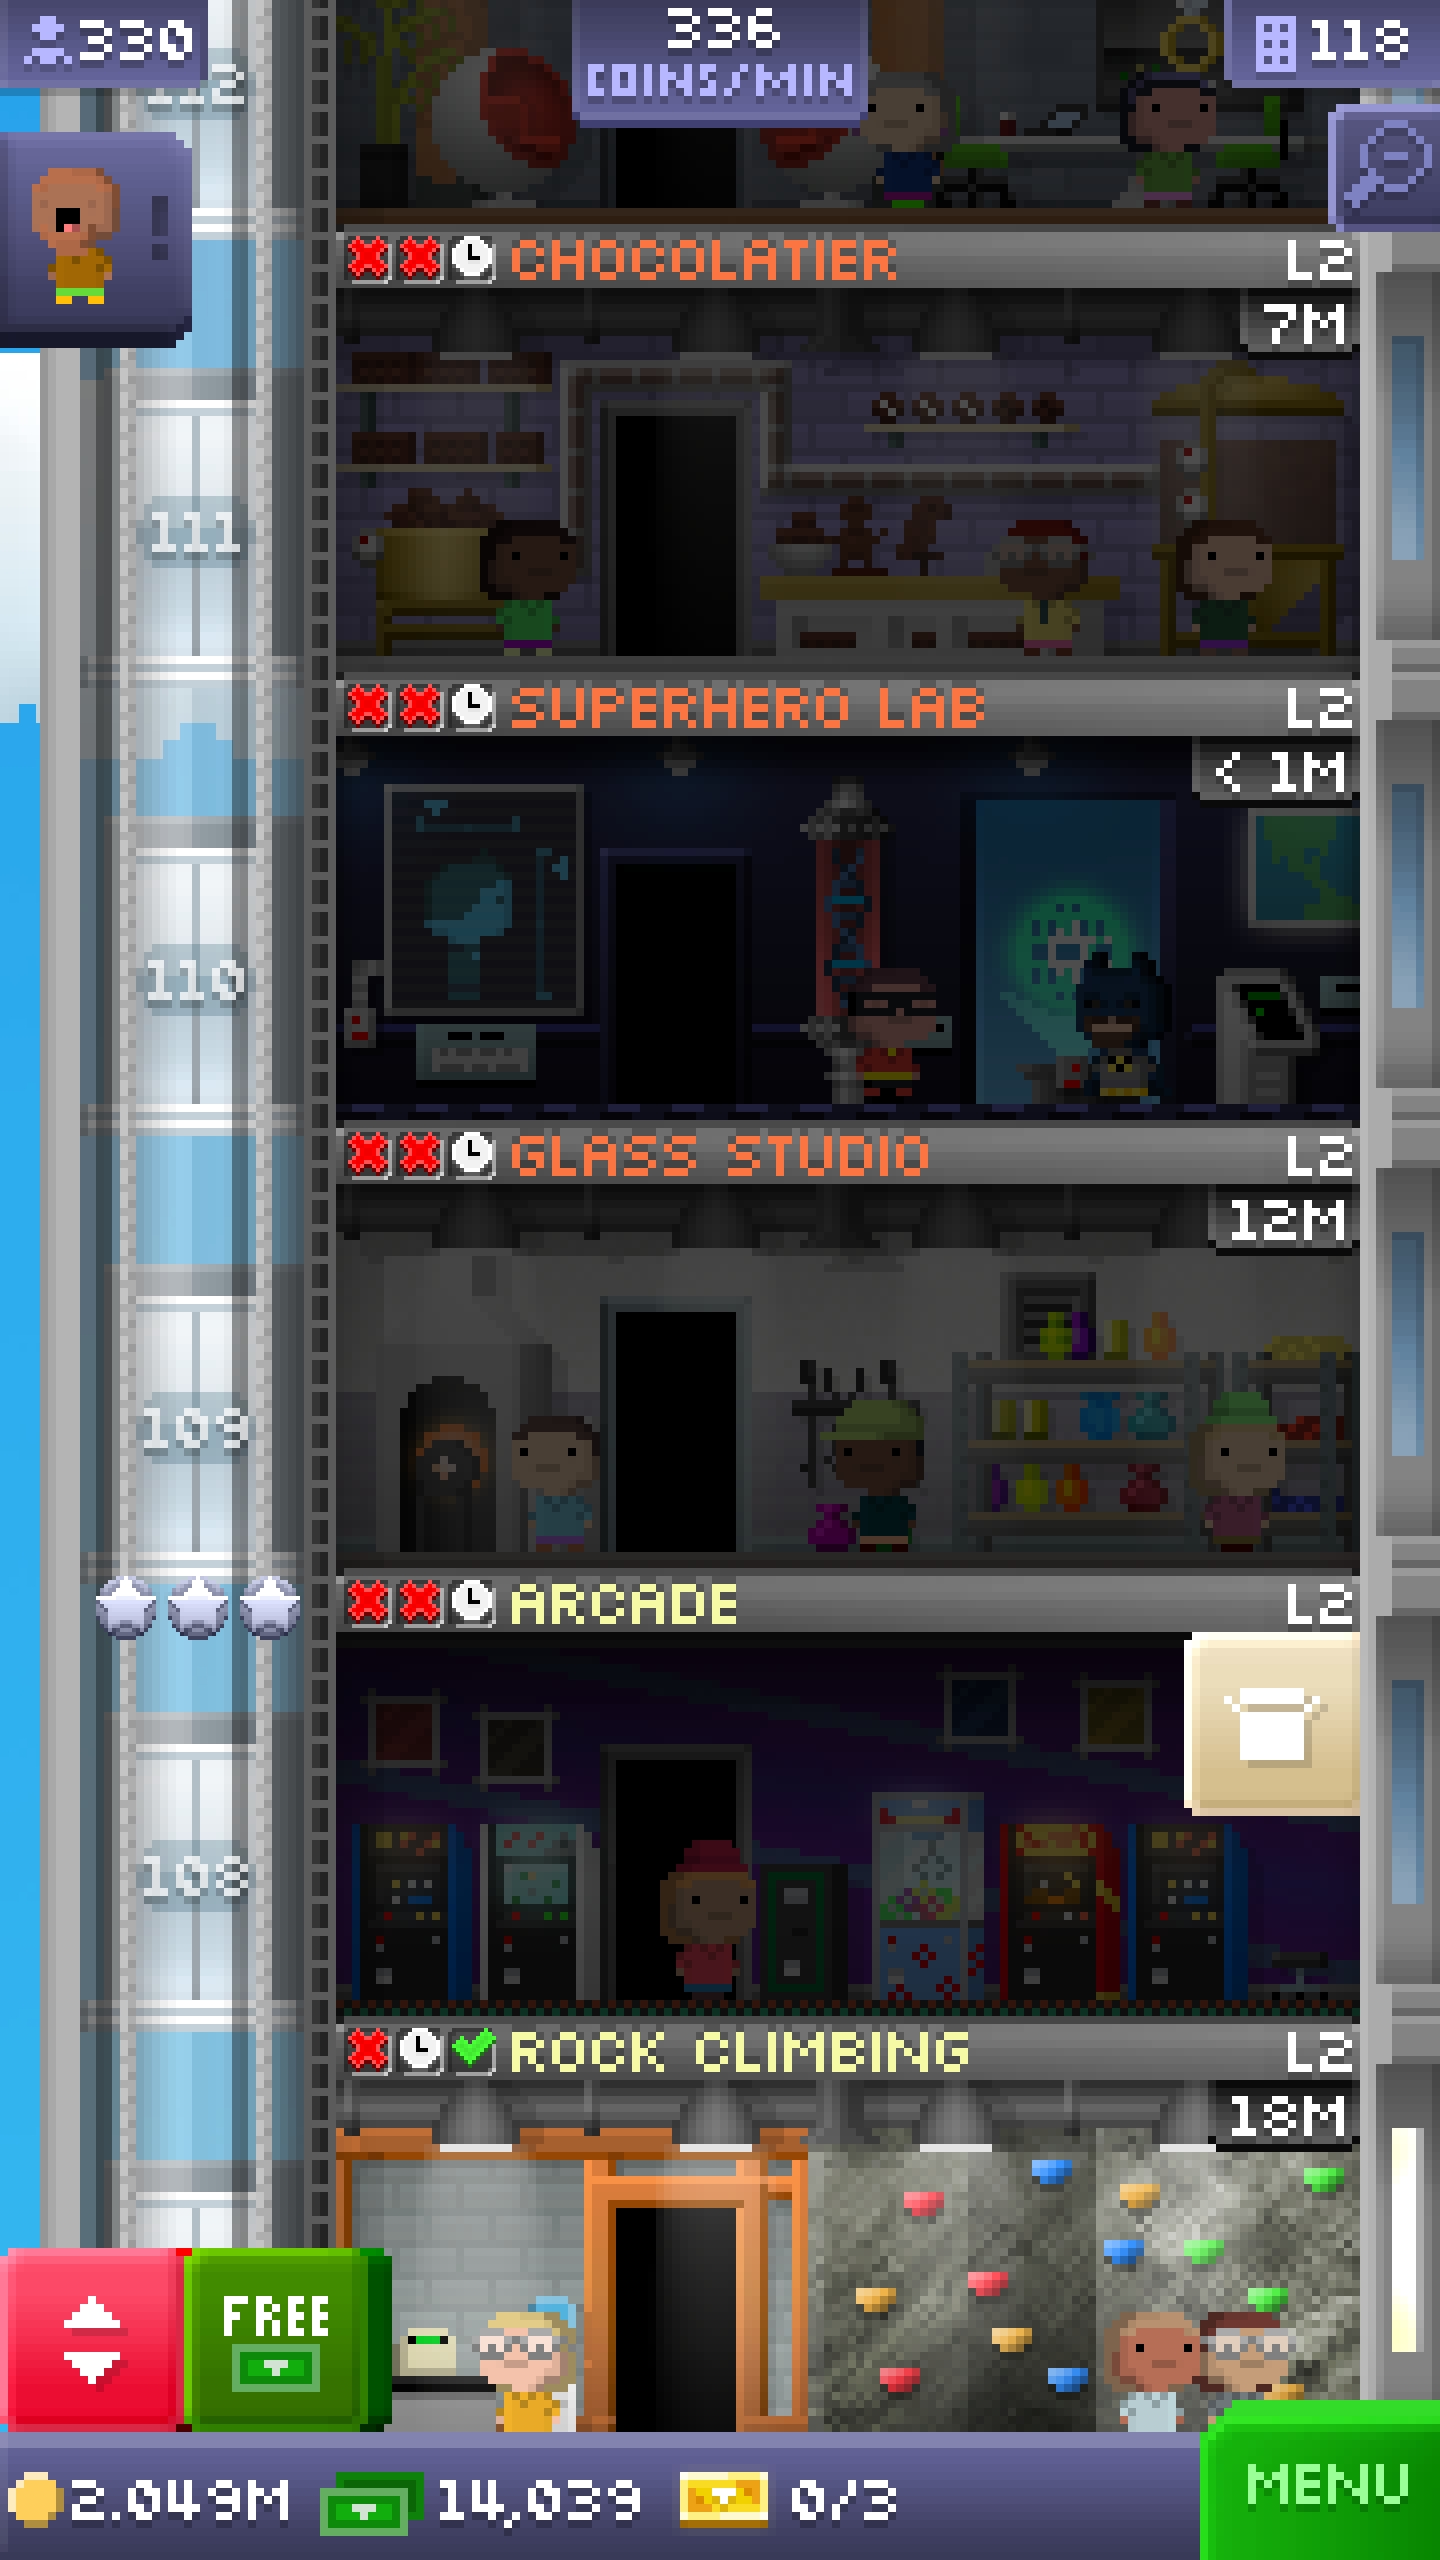 330
336
COINS/MIN
118
112
CHOCOLATIER L2
7M
111
SUPERHERO LAB L2
< 1M
110
GLASS STUDIO L2
12M
109
ARCADE L2
108
ROCK CLIMBING L2
18M
FREE
2.049M 14,039 0/3
MENU